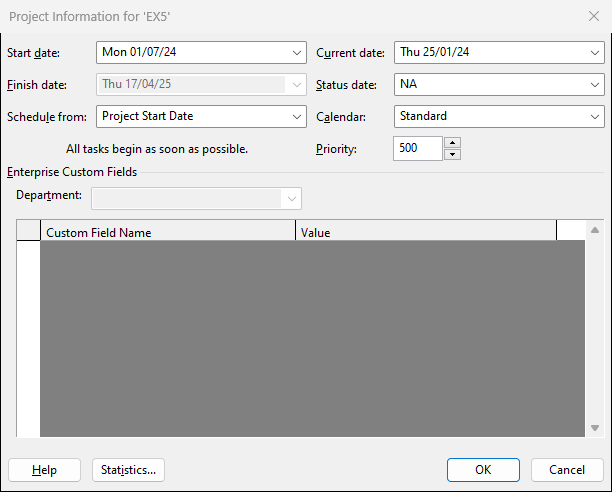 Project Information for 'EX5'
Start date: Mon 01/07/24 Current date: Thu 25/01/24
Finish date: Thu 17/04/25 Status date: NA
Schedule from: Project Start Date Calendar: Standard
All tasks begin as soon as possible. Priority: 500
Enterprise Custom Fields
Department:
Custom Field Name Value
Help Statistics... OK Cancel